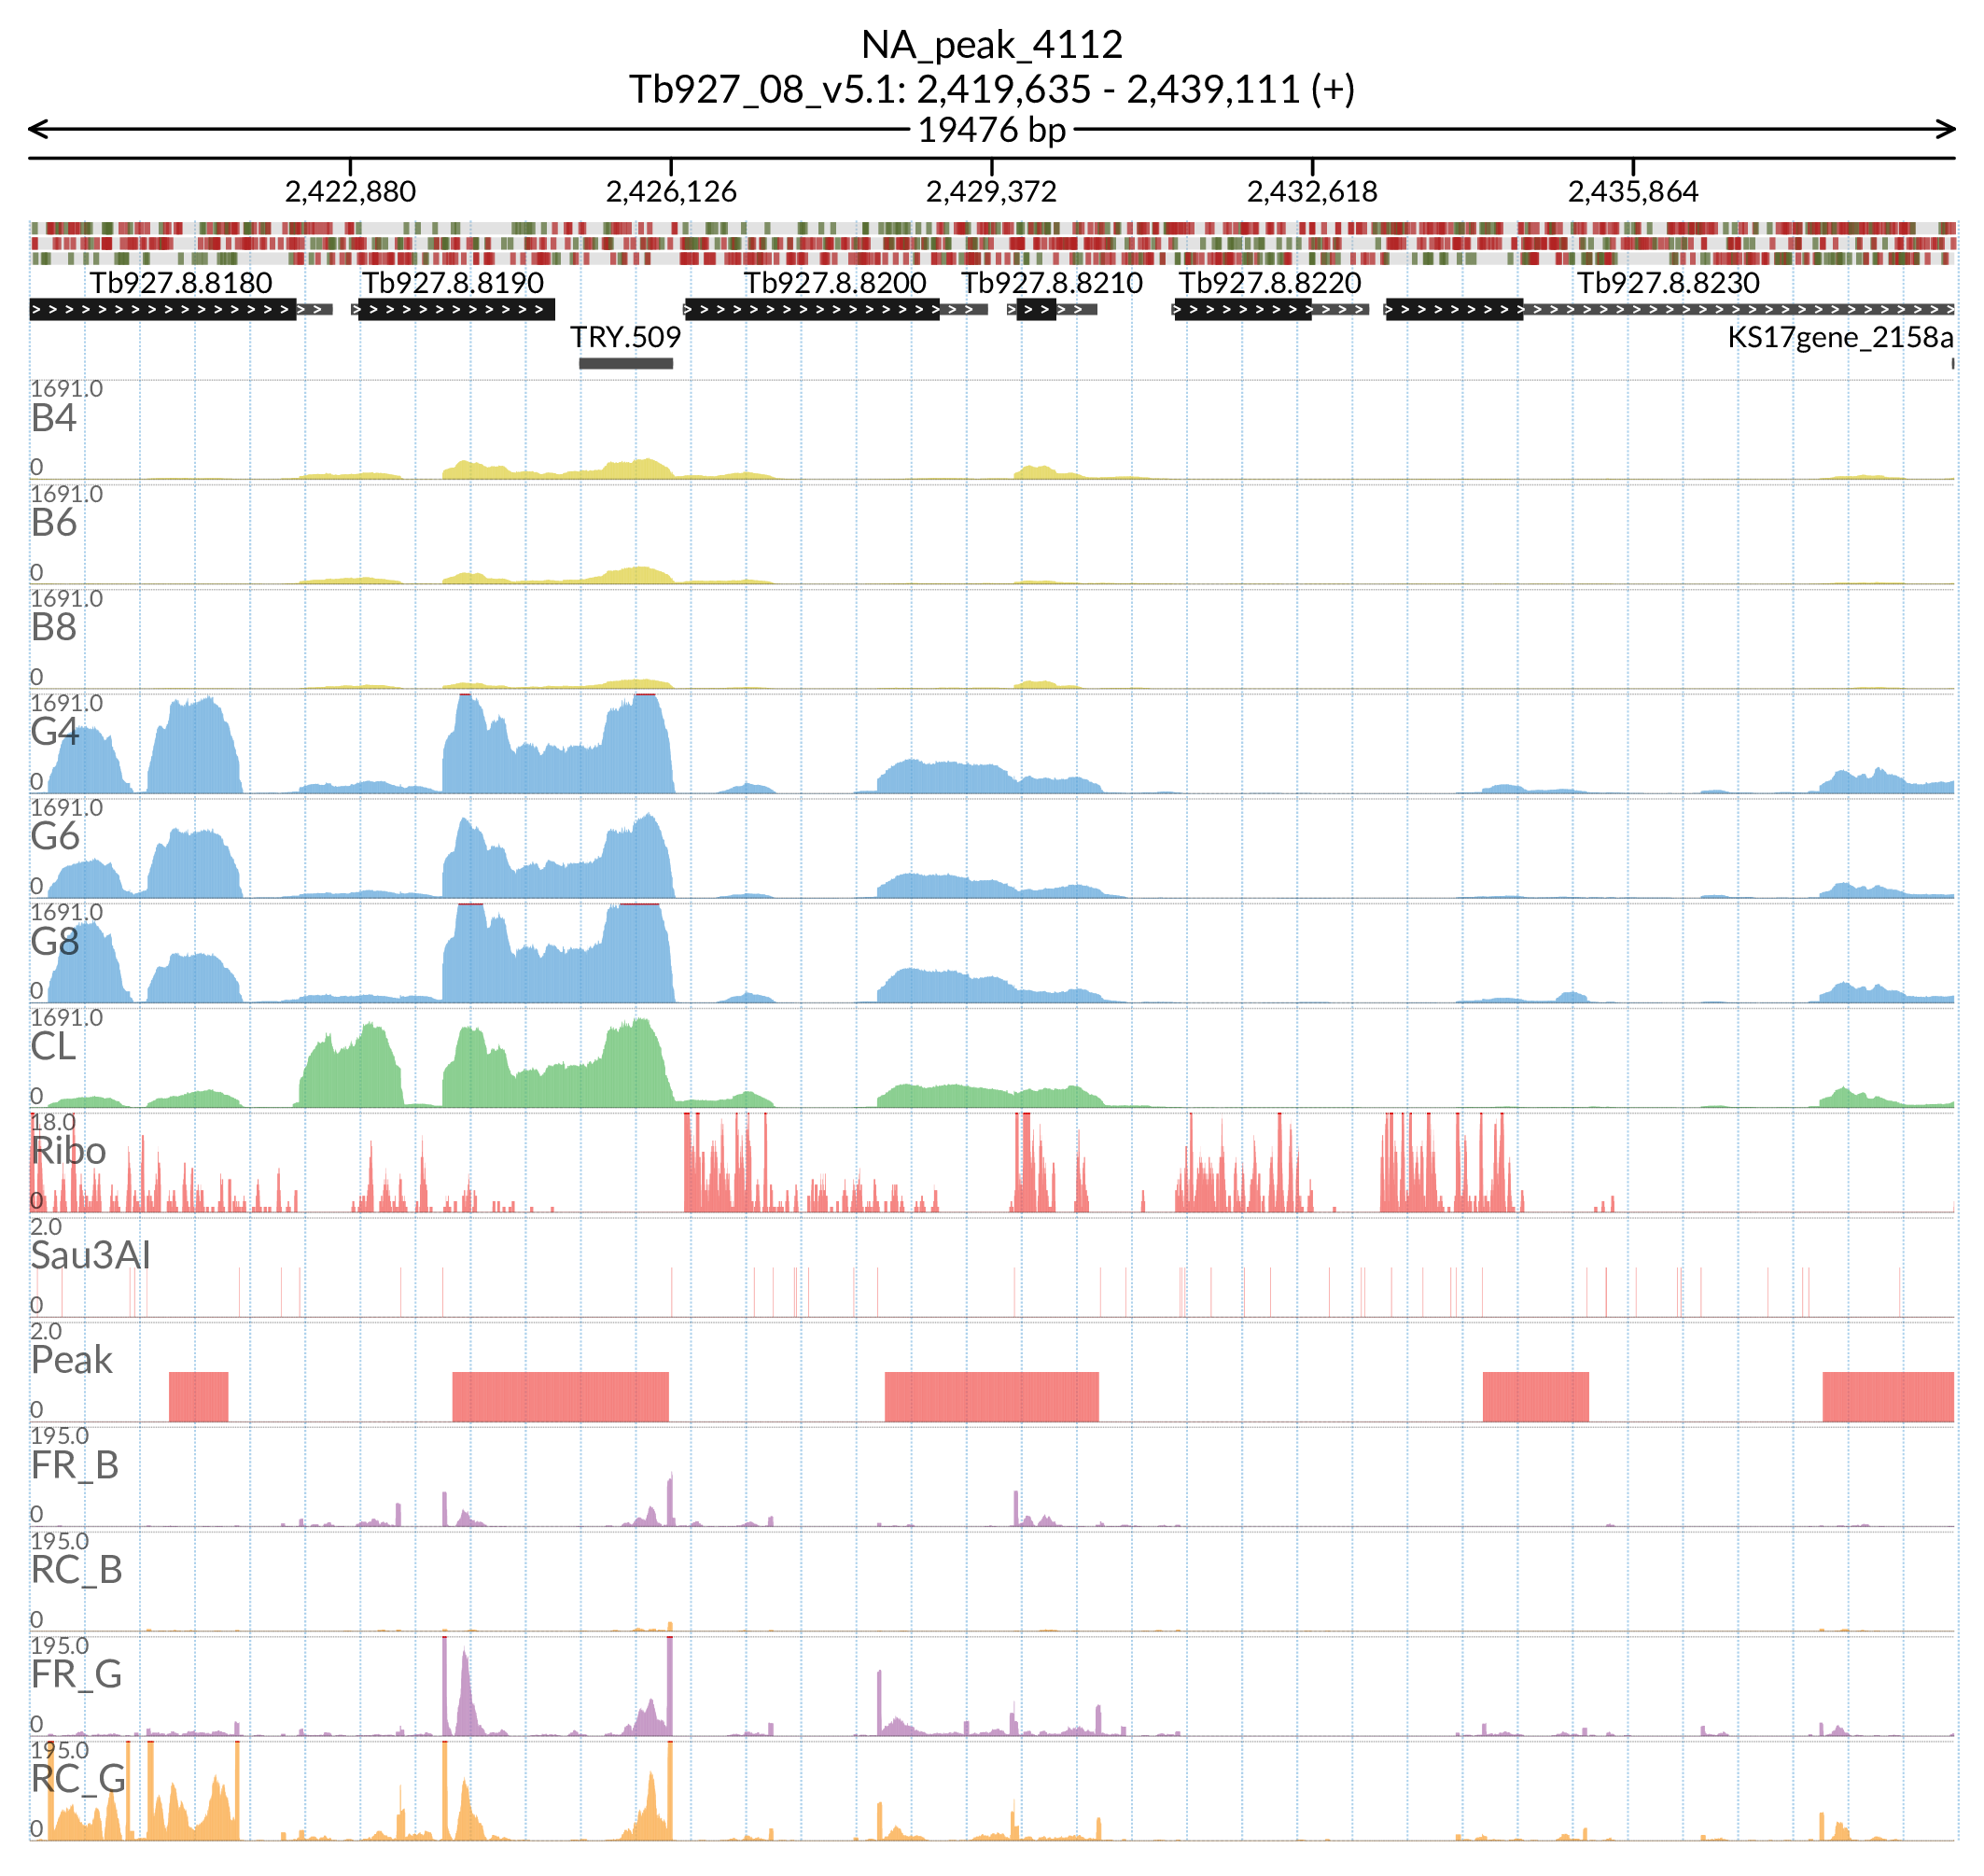 NA_peak_4112
Tb927_08_v5.1: 2,419,635 - 2,439,111 (+)
19476 bp
2,422,880 2,426,126 2,429,372 2,432,618 2,435,864
Tb927.8.8180 Tb927.8.8190 Tb927.8.8200 Tb927.8.8210 Tb927.8.8220 Tb927.8.8230
TRY.509 KS17gene_2158a
1691.0
B4
0
1691.0
B6
0
1691.0
B8
0
1691.0
G4
0
1691.0
G6
0
1691.0
G8
0
1691.0
CL
0
18.0
Ribo
0
2.0
Sau3AI
0
2.0
Peak
0
195.0
FR_B
0
195.0
RC_B
0
195.0
FR_G
0
195.0
RC_G
0